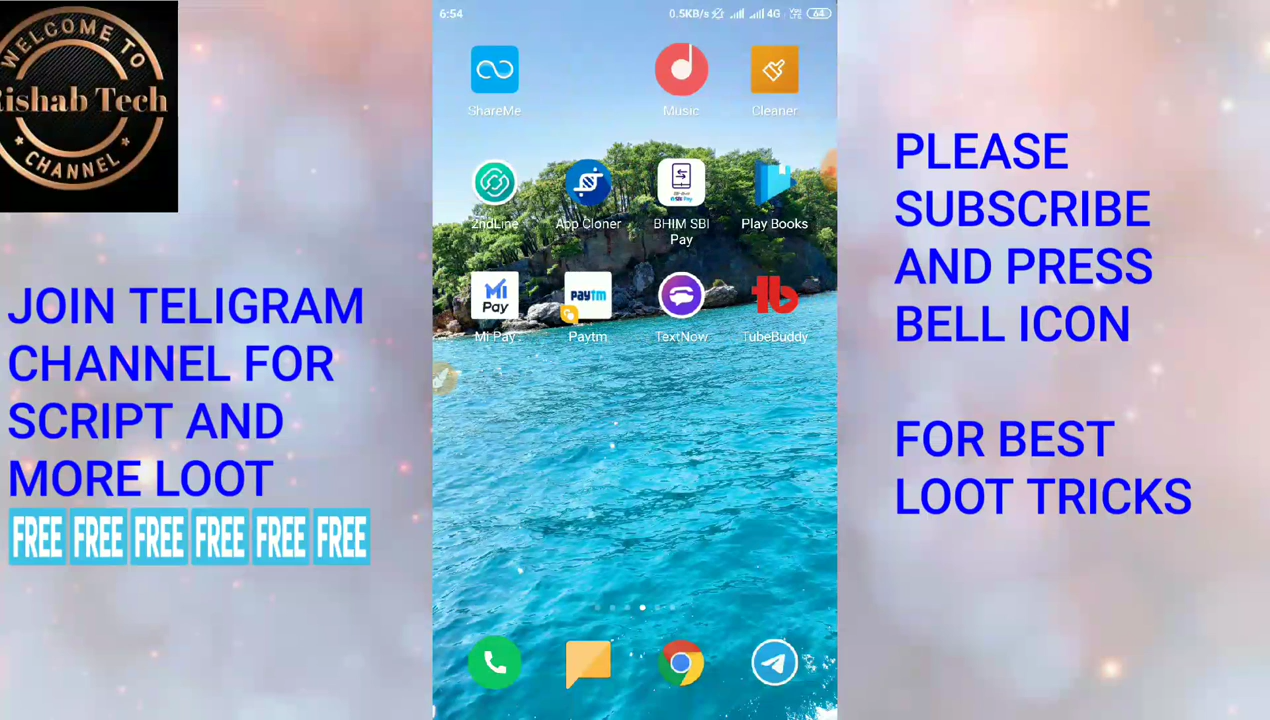 WELCOME TO
Rishab Tech
CHANNEL
JOIN TELIGRAM
CHANNEL FOR
SCRIPT AND
MORE LOOT
FREE FREE FREE FREE FREE FREE
6:54
0.5KB/s 4G 64
ShareMe
Music
Cleaner
2ndLine
App Cloner
BHIM SBI
Pay
Play Books
Mi
Pay
Mi Pay
paytm
Paytm
TextNow
TubeBuddy
PLEASE
SUBSCRIBE
AND PRESS
BELL ICON
FOR BEST
LOOT TRICKS